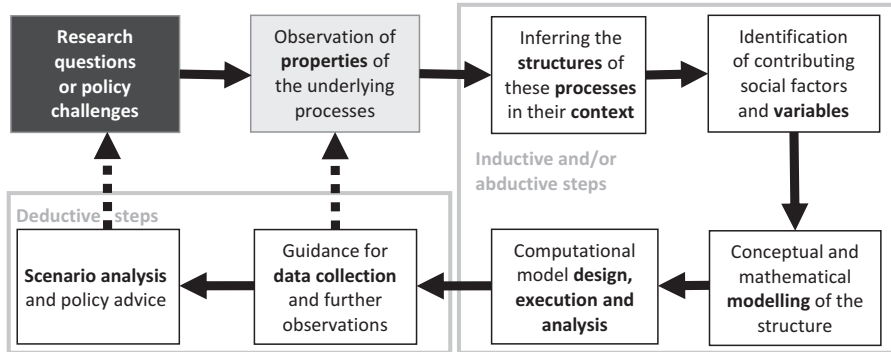 Research
questions
or policy
challenges
Observation of
properties of
the underlying
processes
Inferring the
structures of
these processes
in their context
Identification
of contributing
social factors
and variables
Inductive and/or
abductive steps
Deductive steps
Scenario analysis
and policy advice
Guidance for
data collection
and further
observations
Computational
model design,
execution and
analysis
Conceptual and
mathematical
modelling of the
structure